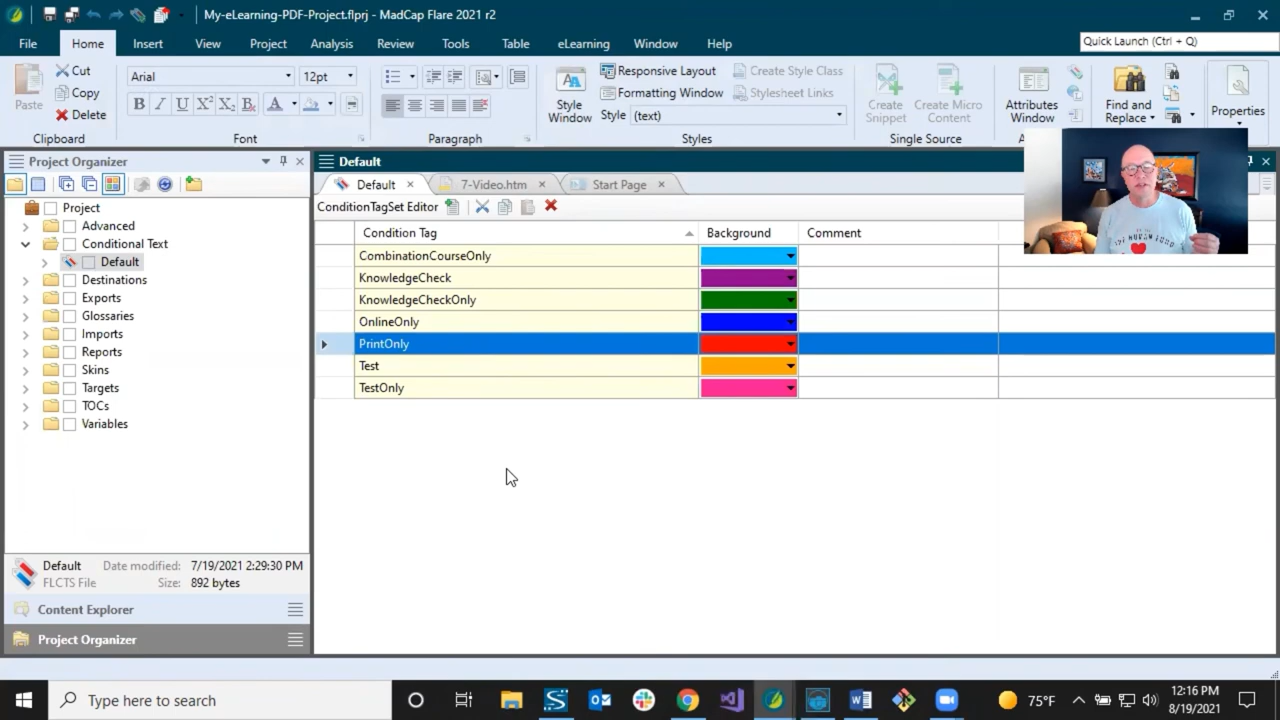 My-eLearning-PDF-Project.flprj - MadCap Flare 2021 r2
File Home Insert View Project Analysis Review Tools Table eLearning Window Help
Quick Launch (Ctrl + Q)
Paste
Cut
Copy
Delete
Clipboard
Arial 12pt
B I U X² X₂ B
Font
Paragraph
Style Window
Responsive Layout
Formatting Window
Style (text)
Create Style Class
Stylesheet Links
Styles
Create Snippet
Create Micro Content
Single Source
Attributes Window
Find and Replace
Properties
Project Organizer
Project
Advanced
Conditional Text
Default
Destinations
Exports
Glossaries
Imports
Reports
Skins
Targets
TOCs
Variables
Default Date modified: 7/19/2021 2:29:30 PM
FLCTS File Size: 892 bytes
Content Explorer
Project Organizer
Default
Default 7-Video.htm Start Page
ConditionTagSet Editor
Condition Tag Background Comment
CombinationCourseOnly
KnowledgeCheck
KnowledgeCheckOnly
OnlineOnly
PrintOnly
Test
TestOnly
Type here to search
75°F
12:16 PM
8/19/2021